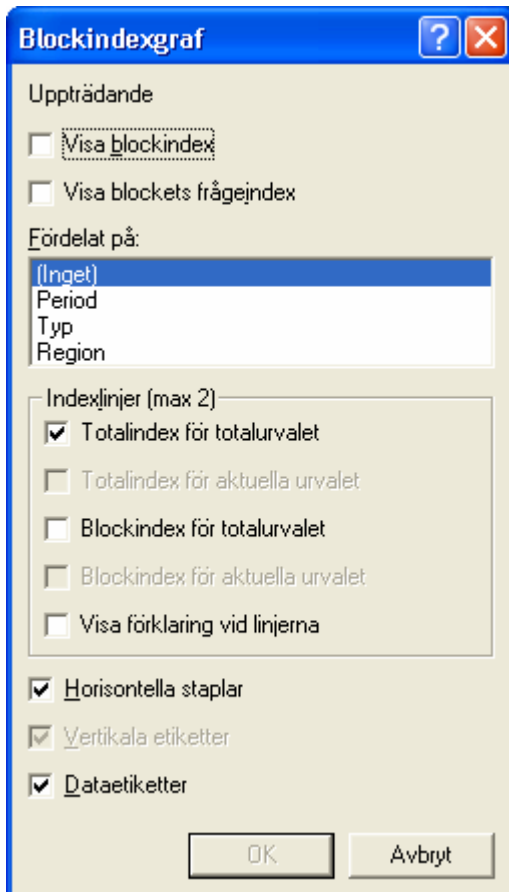 Blockindexgraf
Uppträdande
Visa blockindex
Visa blockets frågeindex
Fördelat på:
(Inget)
Period
Typ
Region
Indexlinjer (max 2)
Totalindex för totalurvalet
Totalindex för aktuella urvalet
Blockindex för totalurvalet
Blockindex för aktuella urvalet
Visa förklaring vid linjerna
Horisontella staplar
Vertikala etiketter
Dataetiketter
OK
Avbryt